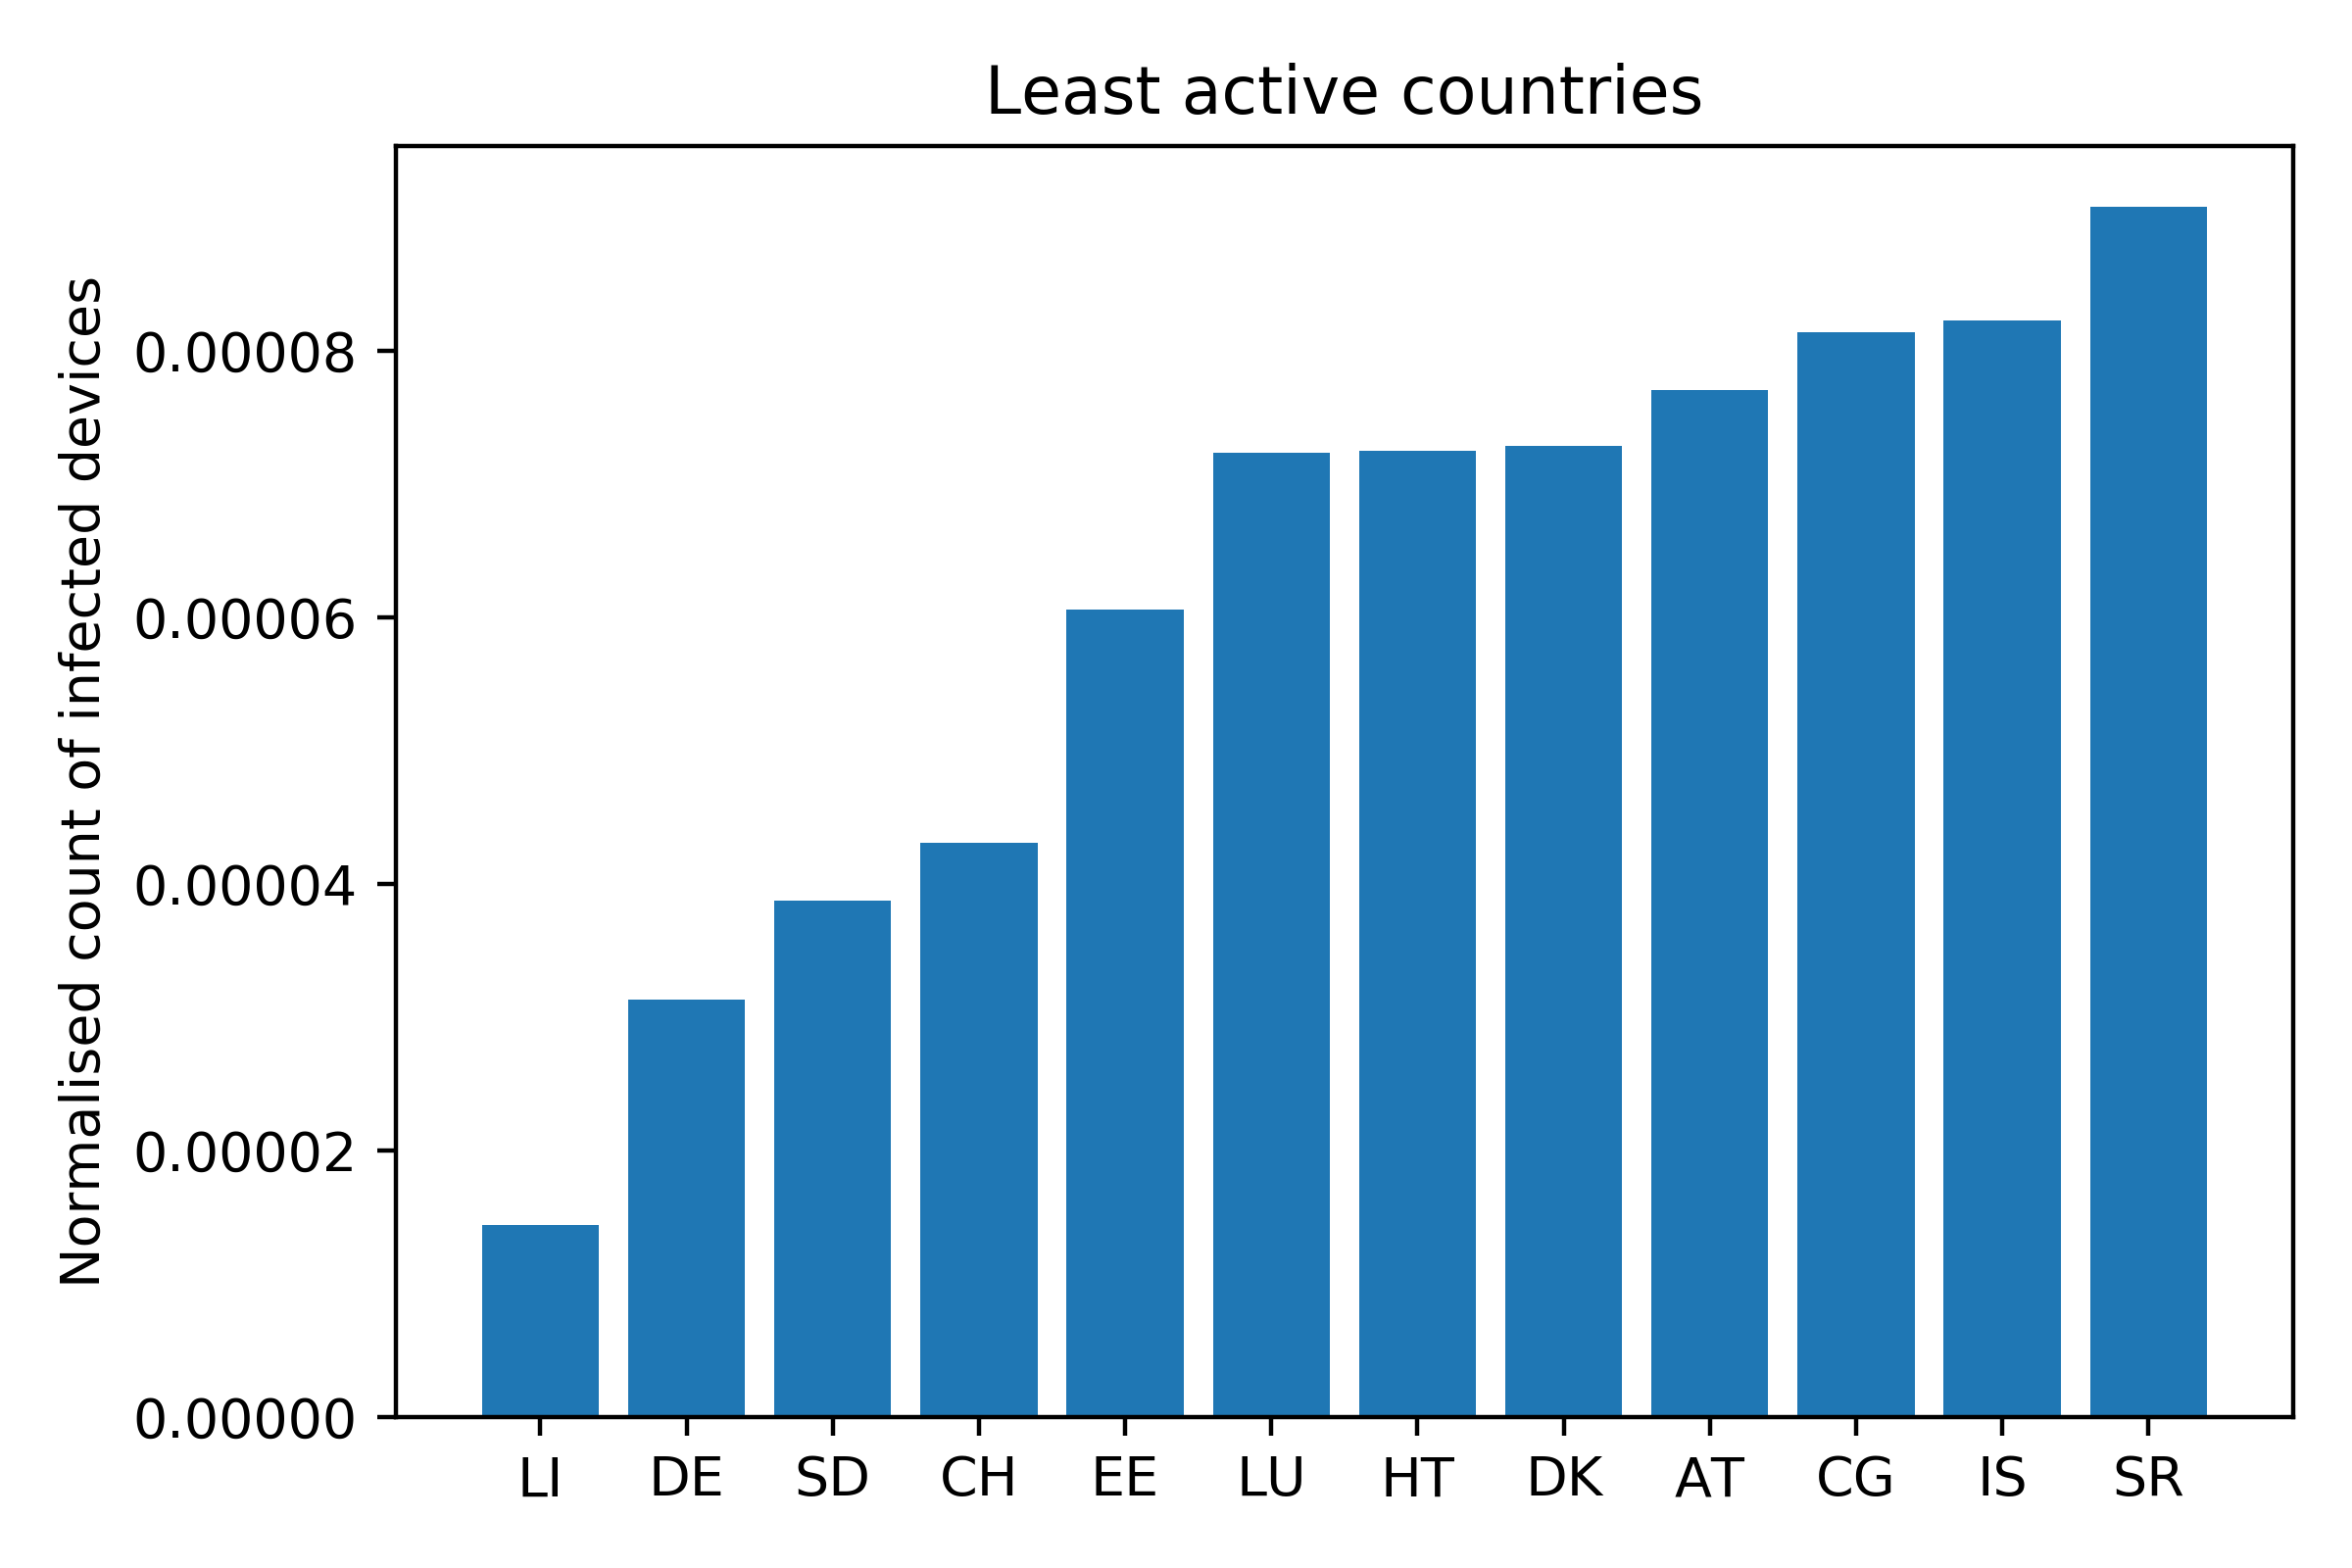 Least active countries
Normalised count of infected devices
0.00008
0.00006
0.00004
0.00002
0.00000
LI DE SD CH EE LU HT DK AT CG IS SR